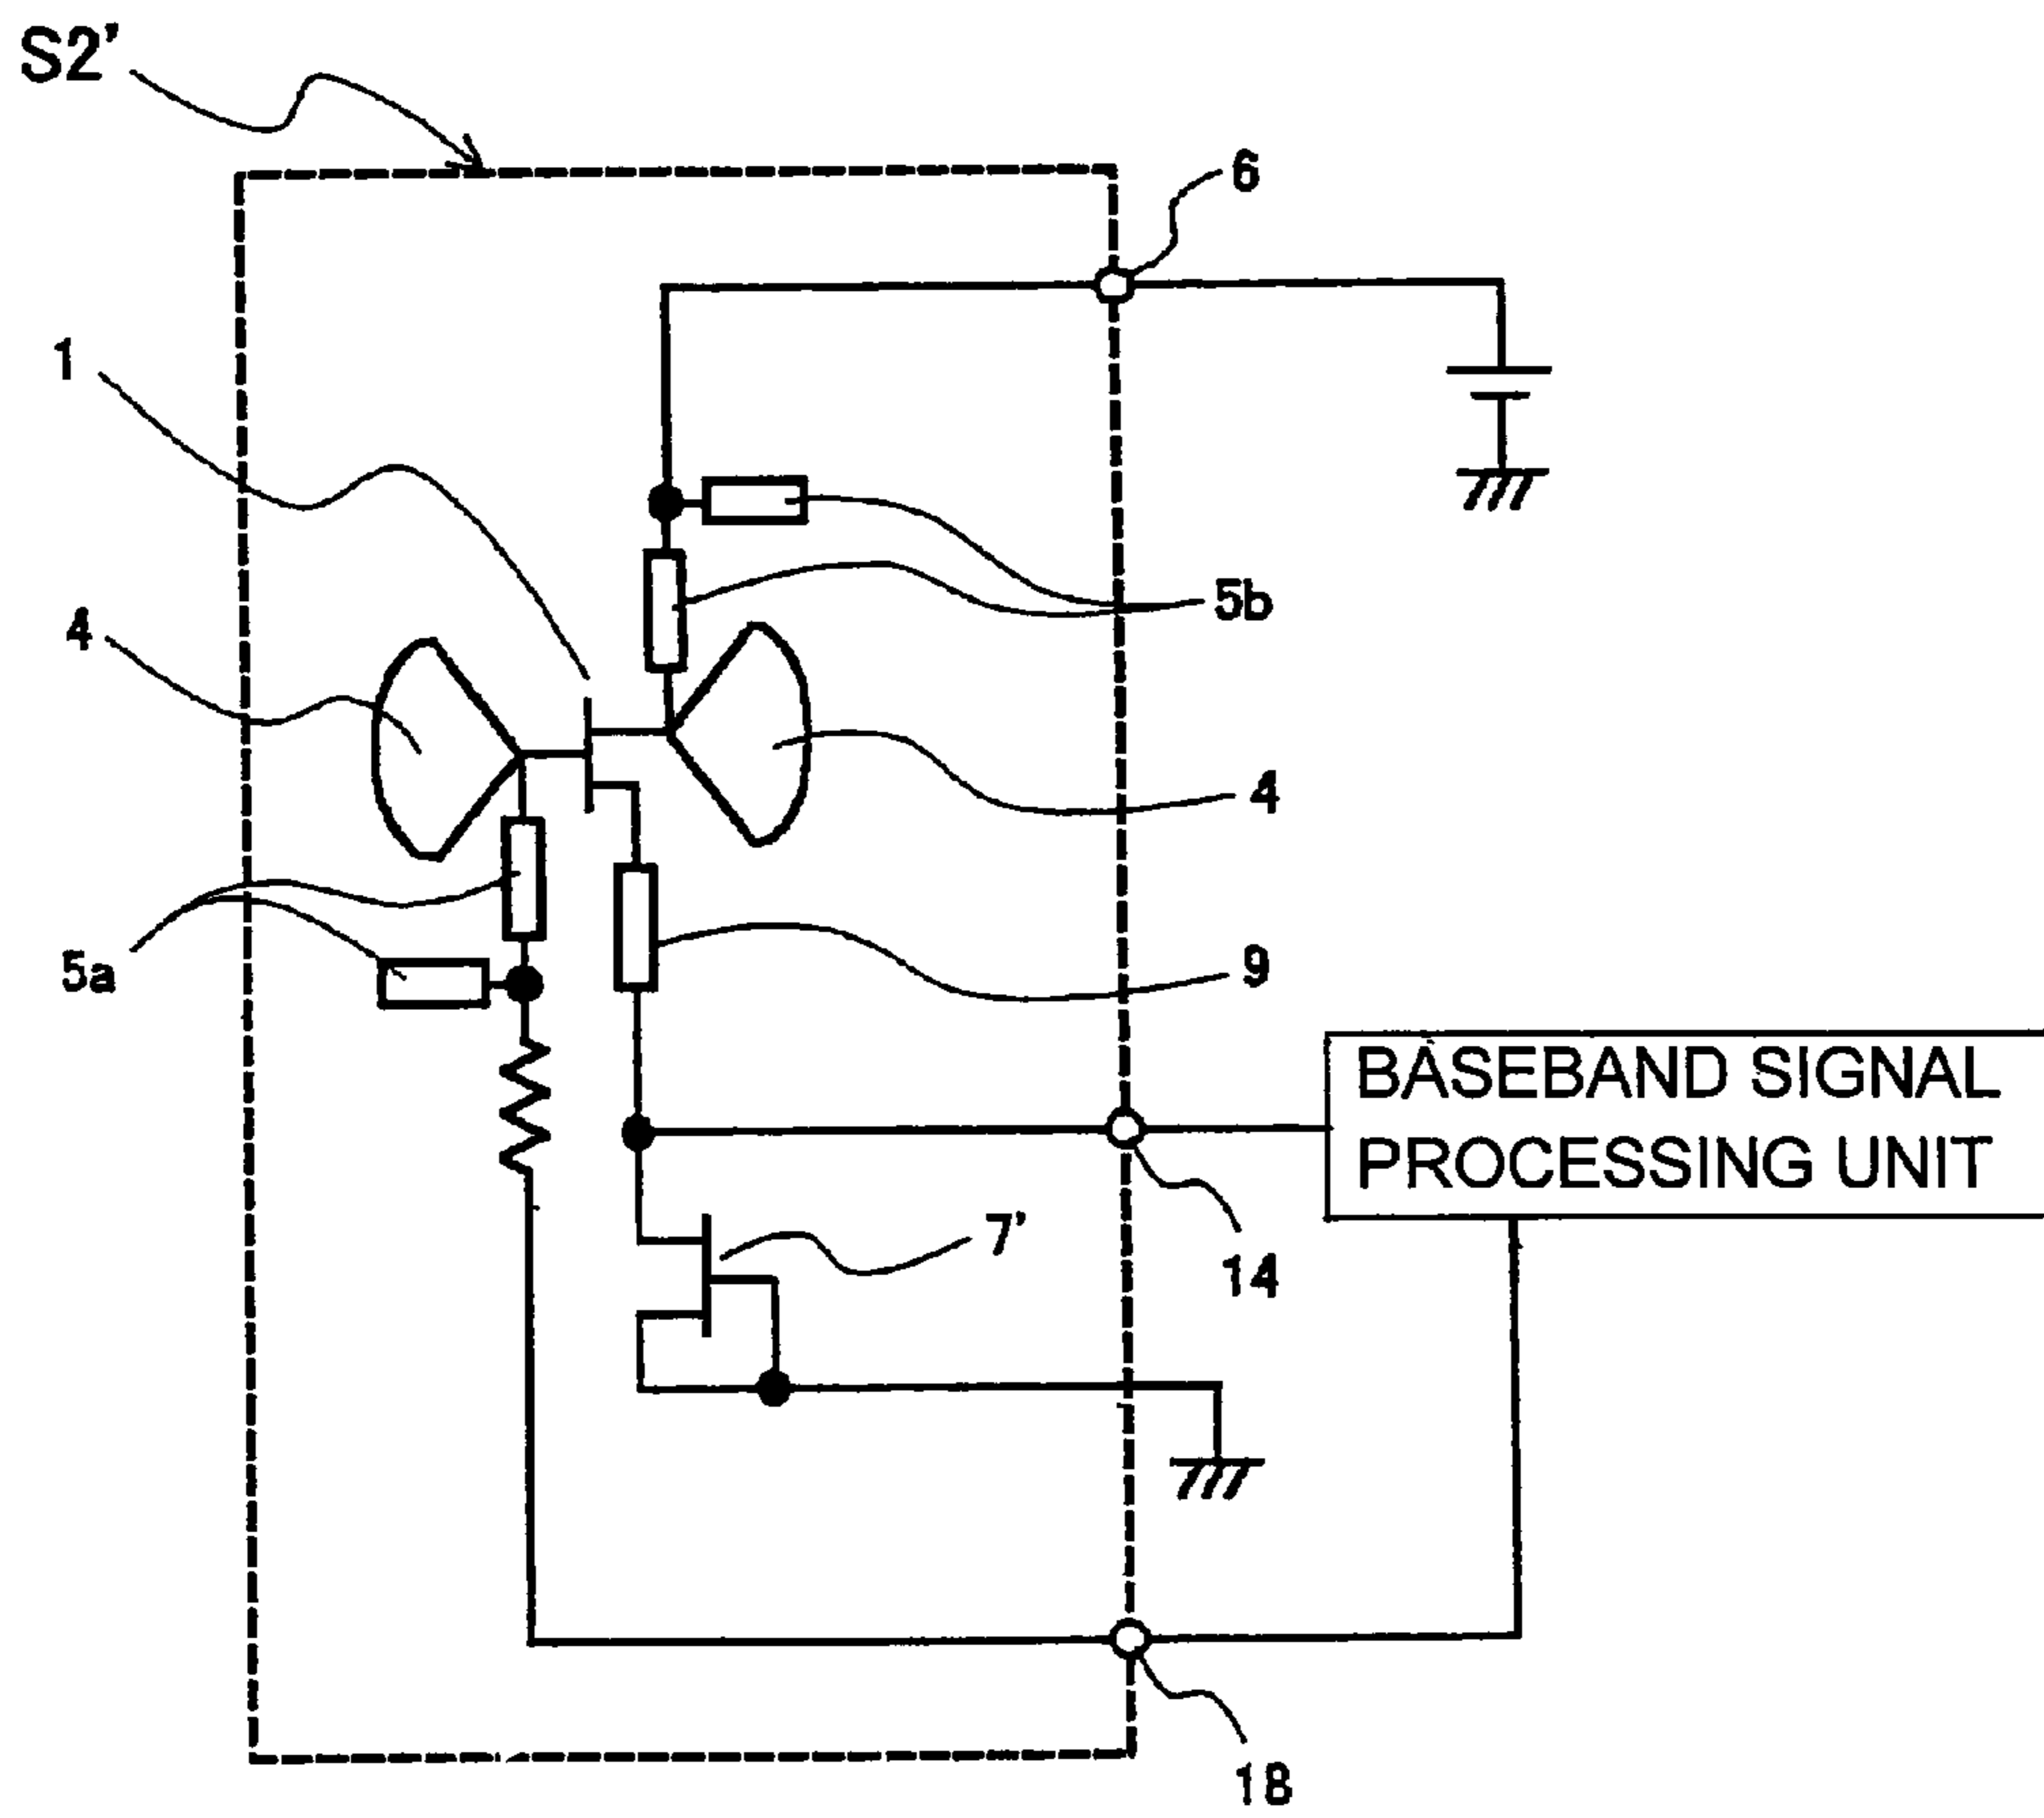 S2'
6
1
5b
4
4
9
5a
BASEBAND SIGNAL
PROCESSING UNIT
7'
14
18